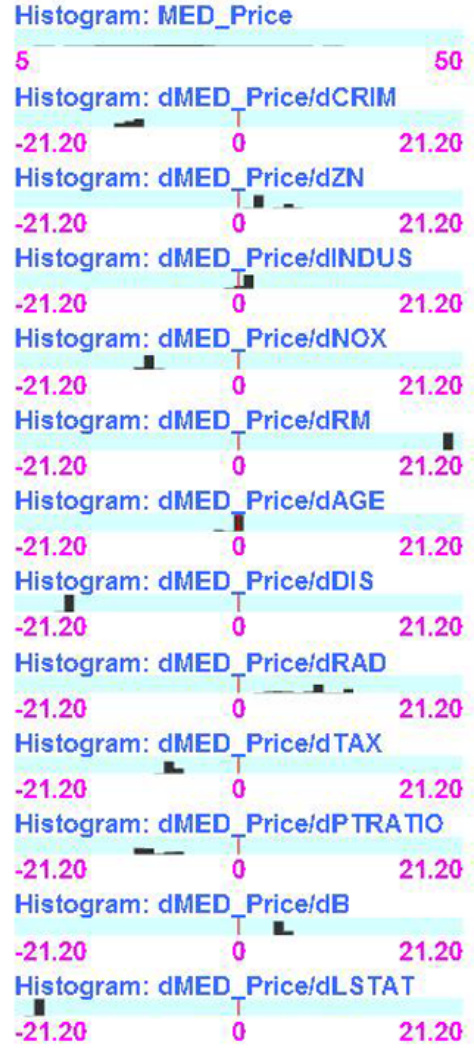 Histogram: MED_Price
5 50
Histogram: dMED_Price/dCRIM
-21.20 0 21.20
Histogram: dMED_Price/dZN
-21.20 0 21.20
Histogram: dMED_Price/dINDUS
-21.20 0 21.20
Histogram: dMED_Price/dNOX
-21.20 0 21.20
Histogram: dMED_Price/dRM
-21.20 0 21.20
Histogram: dMED_Price/dAGE
-21.20 0 21.20
Histogram: dMED_Price/dDIS
-21.20 0 21.20
Histogram: dMED_Price/dRAD
-21.20 0 21.20
Histogram: dMED_Price/dTAX
-21.20 0 21.20
Histogram: dMED_Price/dPTRATIO
-21.20 0 21.20
Histogram: dMED_Price/dB
-21.20 0 21.20
Histogram: dMED_Price/dLSTAT
-21.20 0 21.20